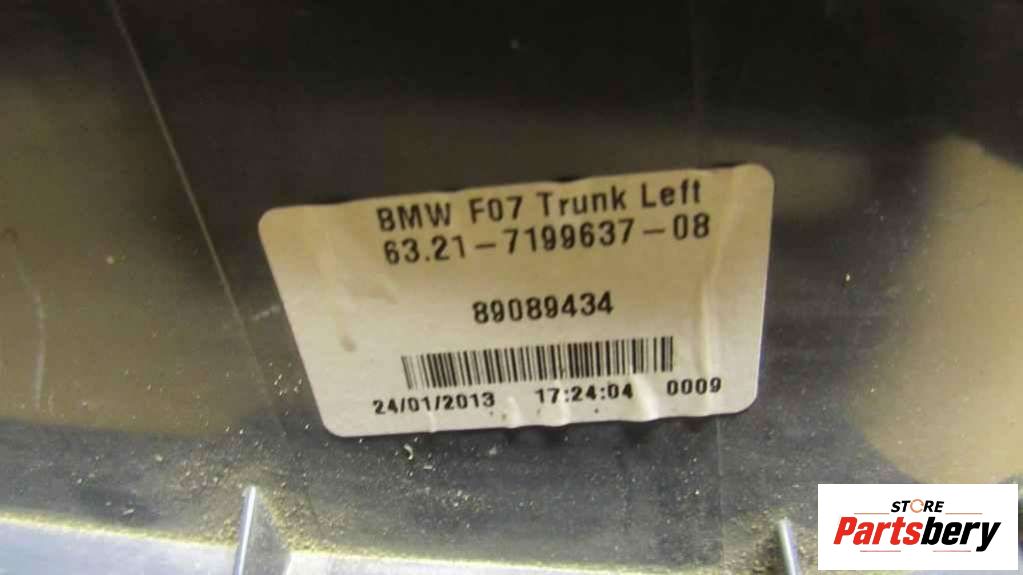 BMW F07 Trunk Left
63.21-7199637-08
89089434
24/01/2013 17:24:04 0009
STORE
Partsbery